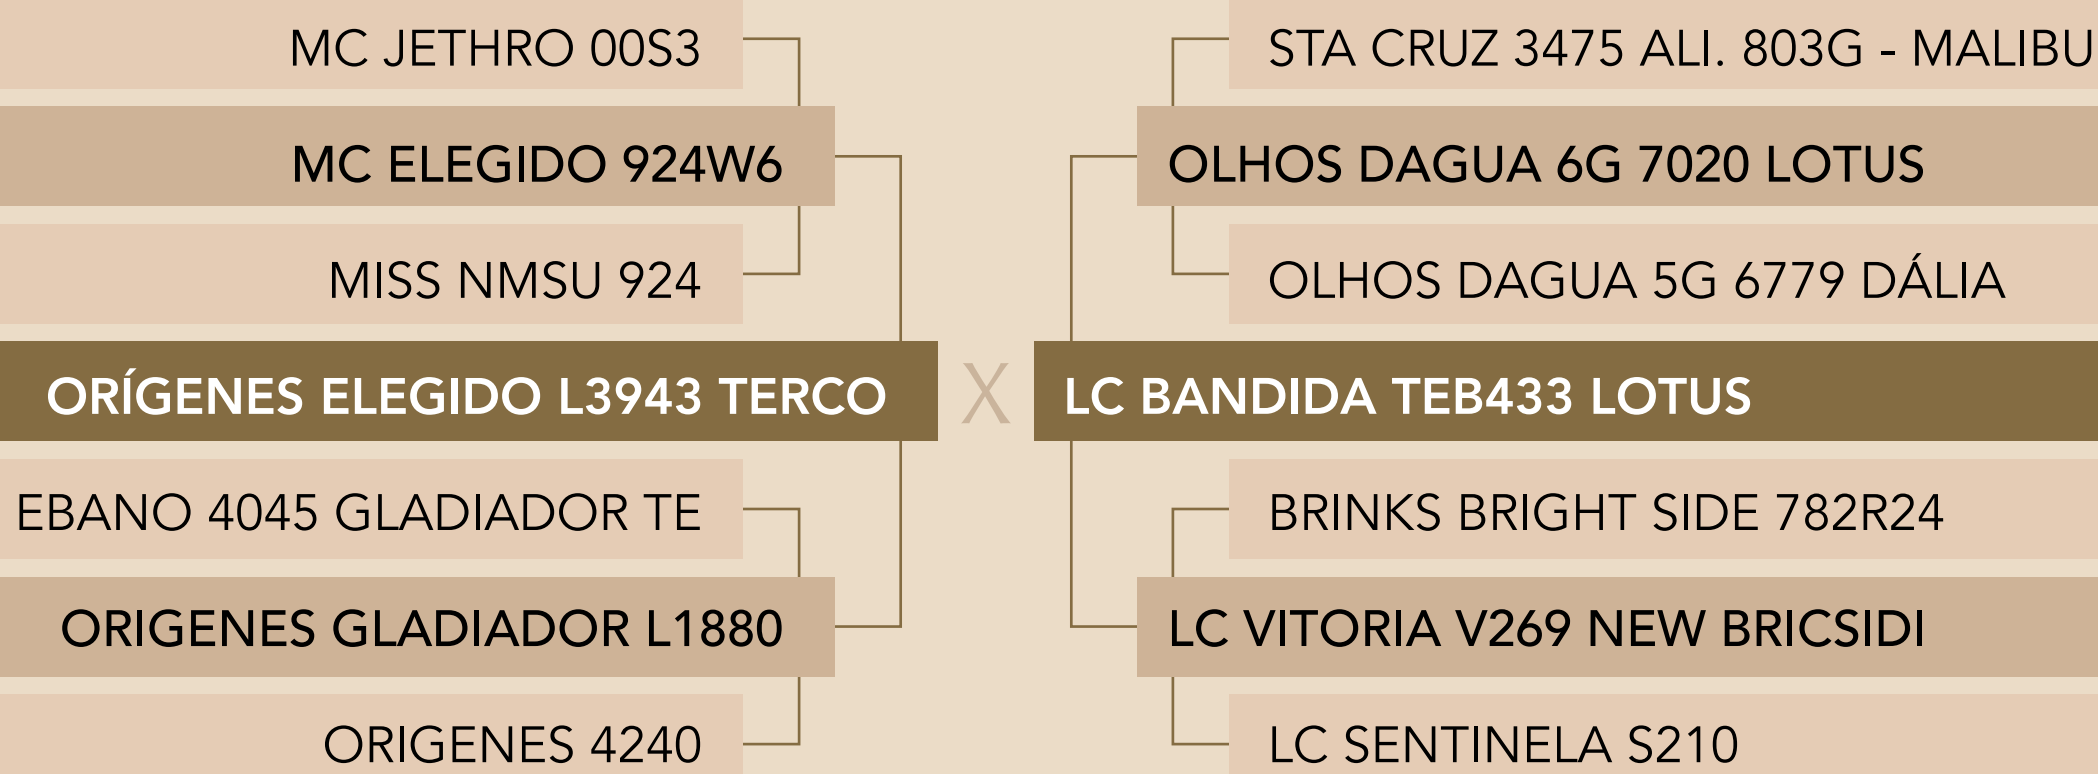 MC JETHRO 00S3
MC ELEGIDO 924W6
MISS NMSU 924
ORÍGENES ELEGIDO L3943 TERCO
EBANO 4045 GLADIADOR TE
ORIGENES GLADIADOR L1880
ORIGENES 4240
X
STA CRUZ 3475 ALI. 803G - MALIBU
OLHOS DAGUA 6G 7020 LOTUS
OLHOS DAGUA 5G 6779 DÁLIA
LC BANDIDA TEB433 LOTUS
BRINKS BRIGHT SIDE 782R24
LC VITORIA V269 NEW BRICSIDI
LC SENTINELA S210